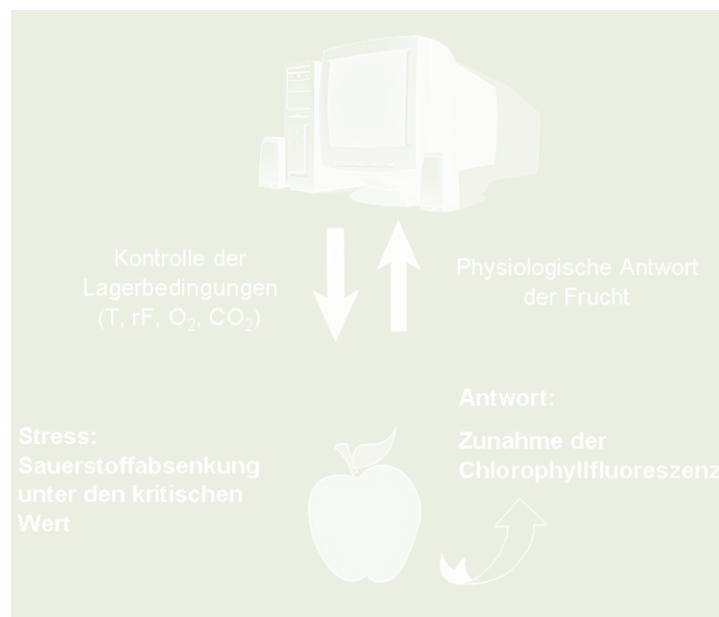 Kontrolle der
Lagerbedingungen
(T, rF, O₂, CO₂)
Physiologische Antwort
der Frucht
Stress:
Sauerstoffabsenkung
unter den kritischen
Wert
Antwort:
Zunahme der
Chlorophyllfluoreszenz